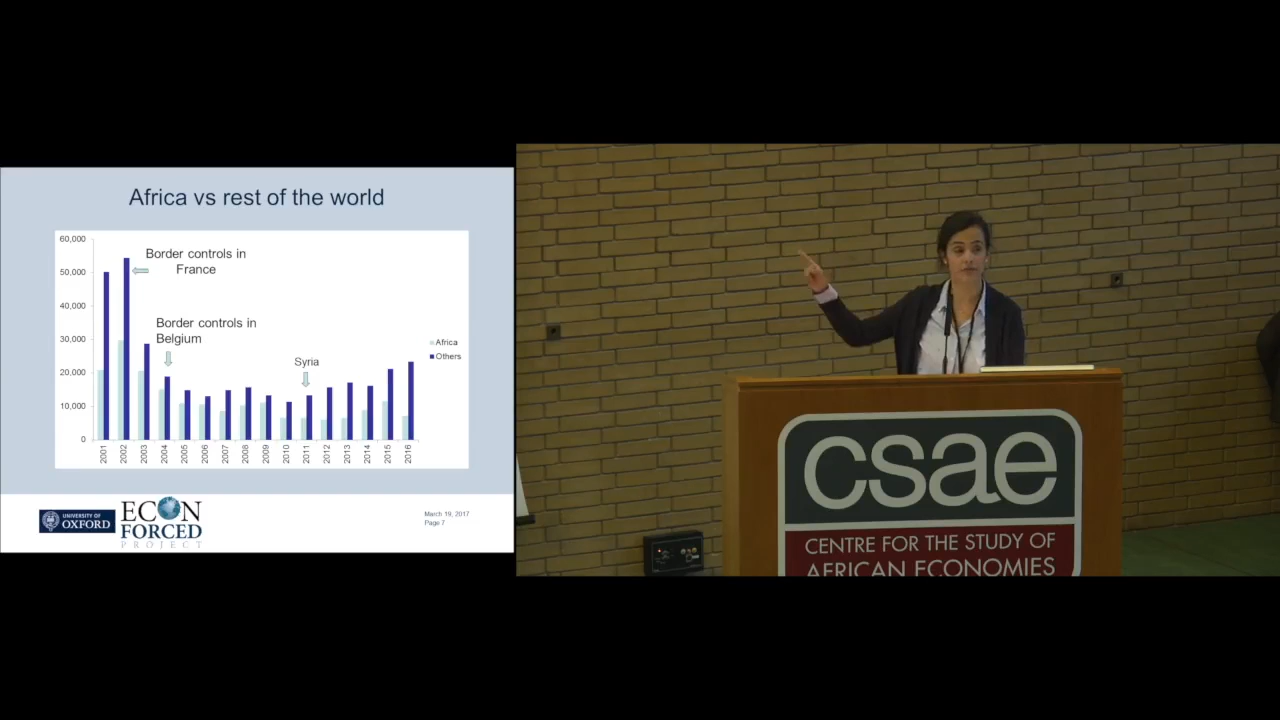 Africa vs rest of the world
60,000
50,000
40,000
30,000
20,000
10,000
0
Border controls in
France
Border controls in
Belgium
Syria
Africa
Others
2001
2002
2003
2004
2005
2006
2007
2008
2009
2010
2011
2012
2013
2014
2015
2016
UNIVERSITY OF
OXFORD
ECON
FORCED
PROJECT
March 19, 2017
Page 7
csae
CENTRE FOR THE STUDY OF
AFRICAN ECONOMIES